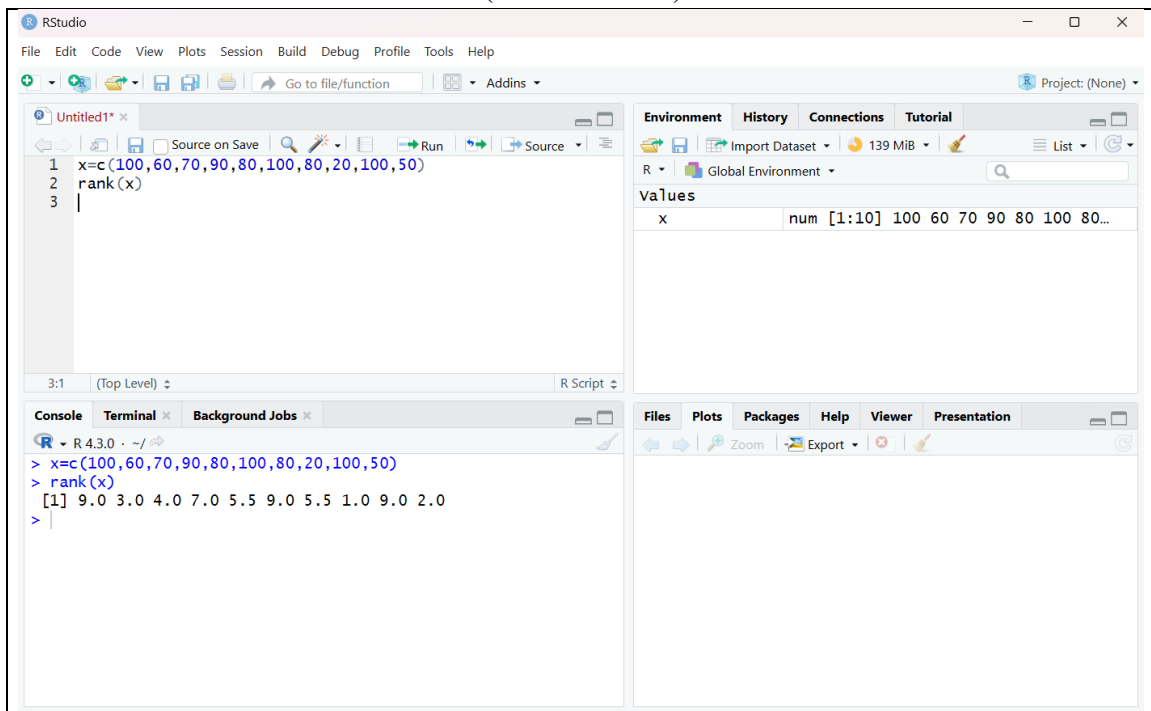 RStudio
File Edit Code View Plots Session Build Debug Profile Tools Help
Go to file/function Addins Project: (None)
Untitled1*
Source on Save Run Source
1 x=c(100,60,70,90,80,100,80,20,100,50)
2 rank(x)
3
3:1 (Top Level) R Script
Console Terminal Background Jobs
R 4.3.0 · ~/
> x=c(100,60,70,90,80,100,80,20,100,50)
> rank(x)
[1] 9.0 3.0 4.0 7.0 5.5 9.0 5.5 1.0 9.0 2.0
>
Environment History Connections Tutorial
Import Dataset 139 MiB List
R Global Environment
Values
x num [1:10] 100 60 70 90 80 100 80…
Files Plots Packages Help Viewer Presentation
Zoom Export